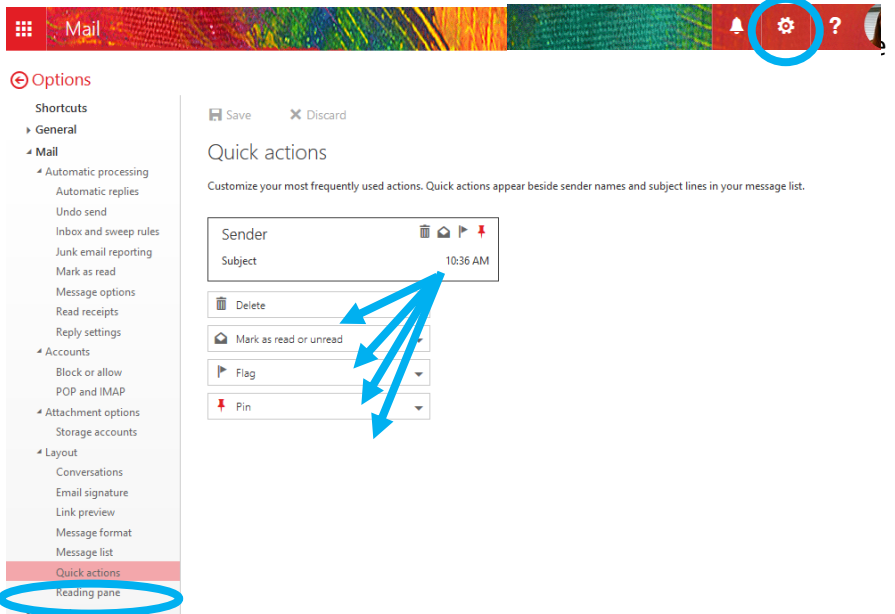 Mail
?
e
Options
Shortcuts
General
Mail
Automatic processing
Automatic replies
Undo send
Inbox and sweep rules
Junk email reporting
Mark as read
Message options
Read receipts
Reply settings
Accounts
Block or allow
POP and IMAP
Attachment options
Storage accounts
Layout
Conversations
Email signature
Link preview
Message format
Message list
Quick actions
Reading pane
Save Discard
Quick actions
Customize your most frequently used actions. Quick actions appear beside sender names and subject lines in your message list.
Sender
Subject 10:36 AM
Delete
Mark as read or unread
Flag
Pin